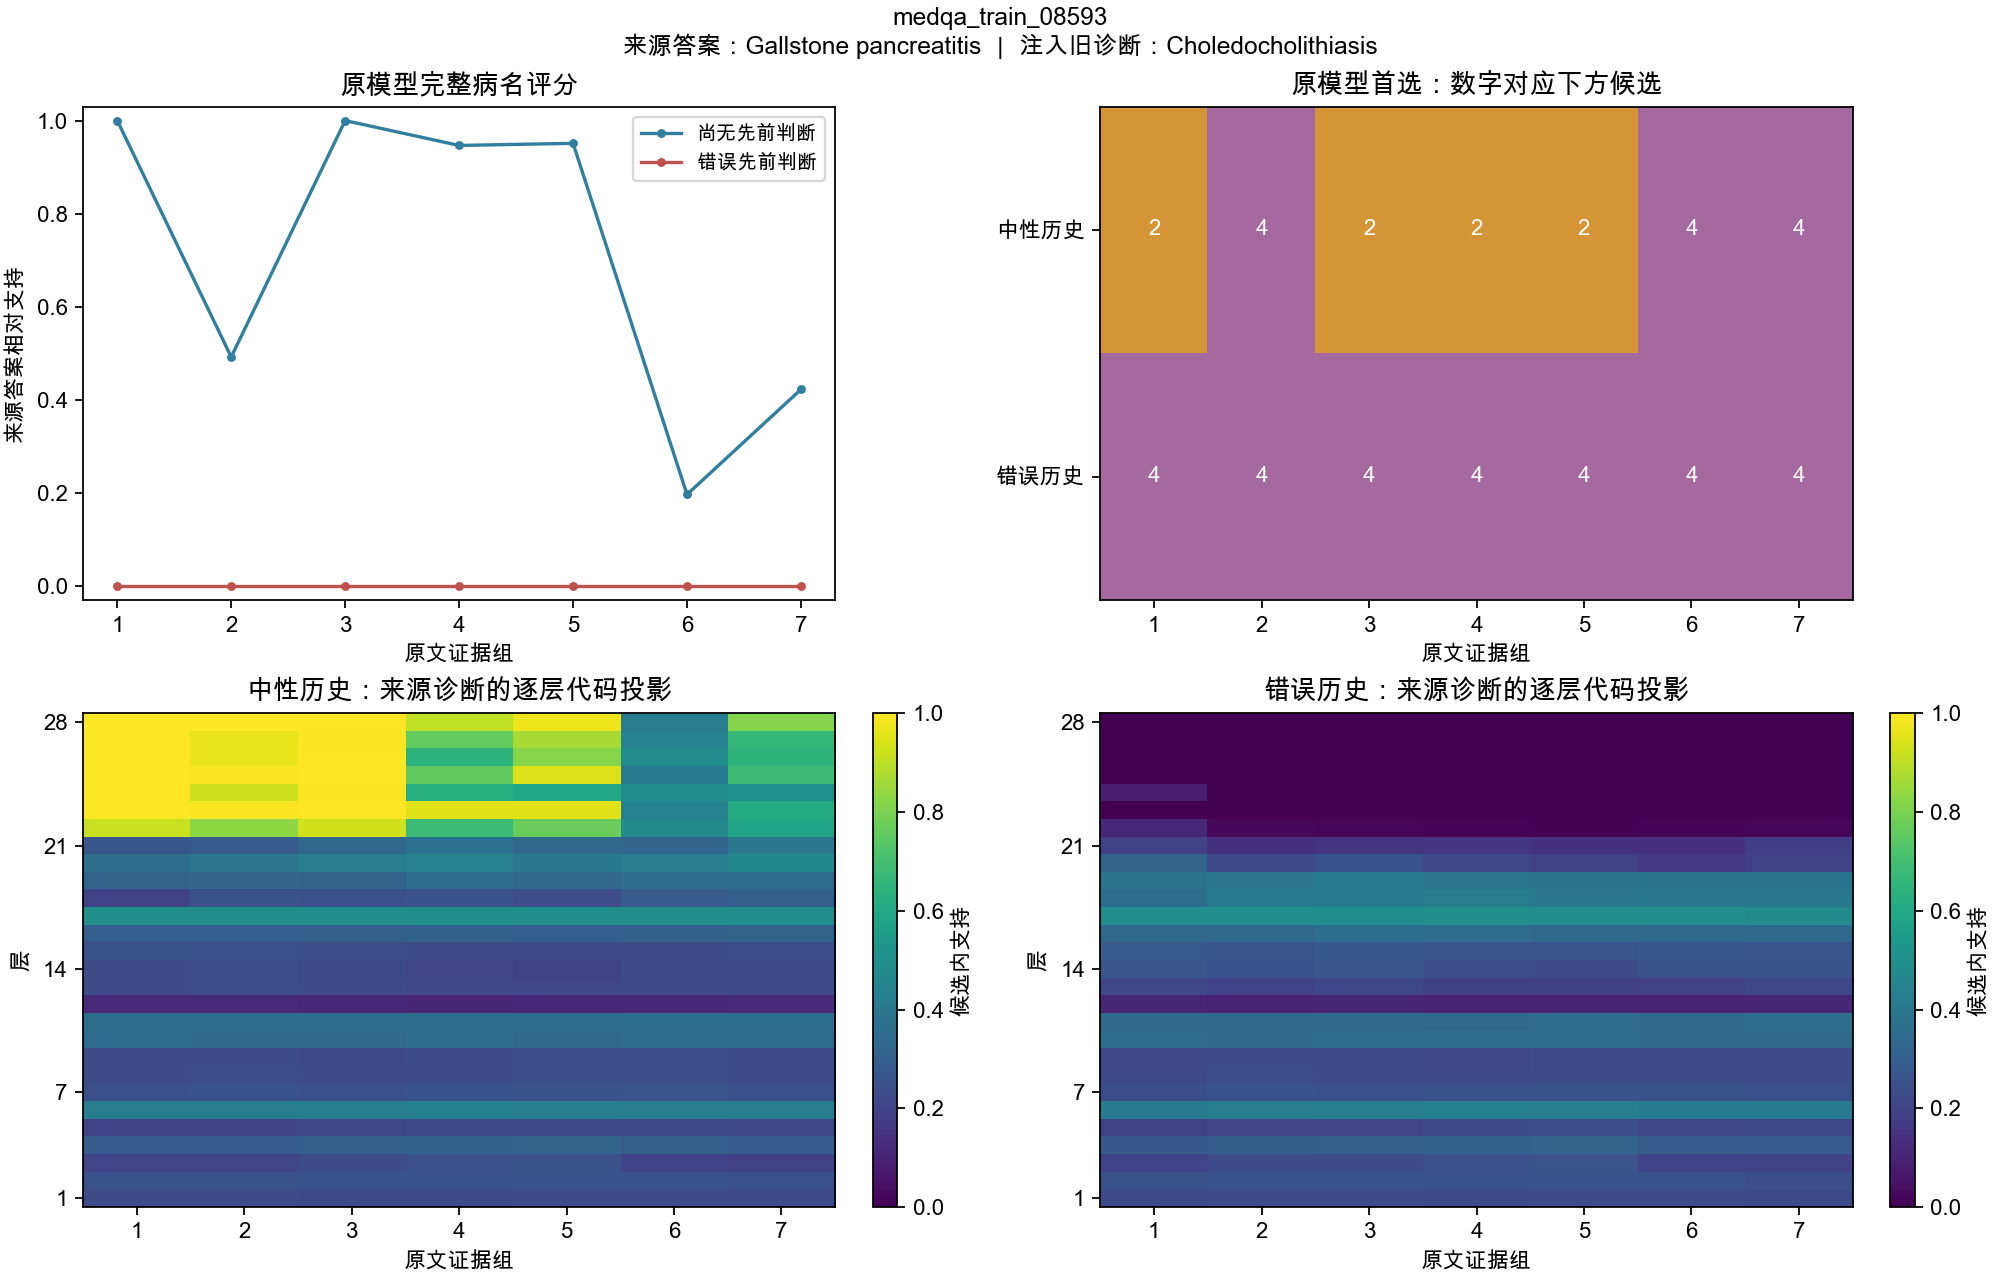 medqa_train_08593
来源答案：Gallstone pancreatitis | 注入旧诊断：Choledocholithiasis
原模型完整病名评分
1.0
0.8
0.6
0.4
0.2
0.0
来源答案相对支持
尚无先前判断
错误先前判断
1 2 3 4 5 6 7
原文证据组
原模型首选：数字对应下方候选
中性历史
2 4 2 2 2 4 4
错误历史
4 4 4 4 4 4 4
1 2 3 4 5 6 7
原文证据组
中性历史：来源诊断的逐层代码投影
28
21
14
7
1
层
1 2 3 4 5 6 7
原文证据组
1.0
0.8
0.6
0.4
0.2
0.0
候选内支持
错误历史：来源诊断的逐层代码投影
28
21
14
7
1
层
1 2 3 4 5 6 7
原文证据组
1.0
0.8
0.6
0.4
0.2
0.0
候选内支持